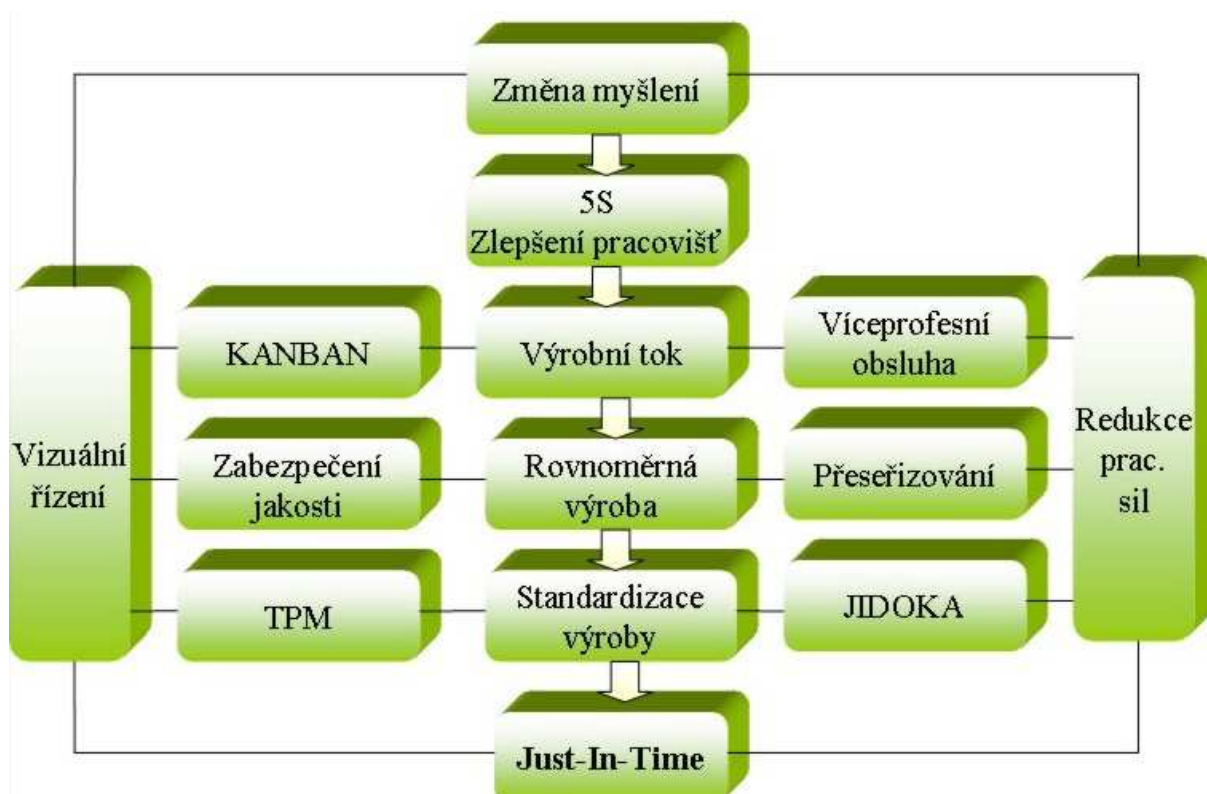 Změna myšlení
5S
Zlepšení pracovišť
KANBAN
Výrobní tok
Víceprofesní
obsluha
Vizuální
řízení
Zabezpečení
jakosti
Rovnoměrná
výroba
Přeseřizování
Redukce
prac.
sil
TPM
Standardizace
výroby
JIDOKA
Just-In-Time